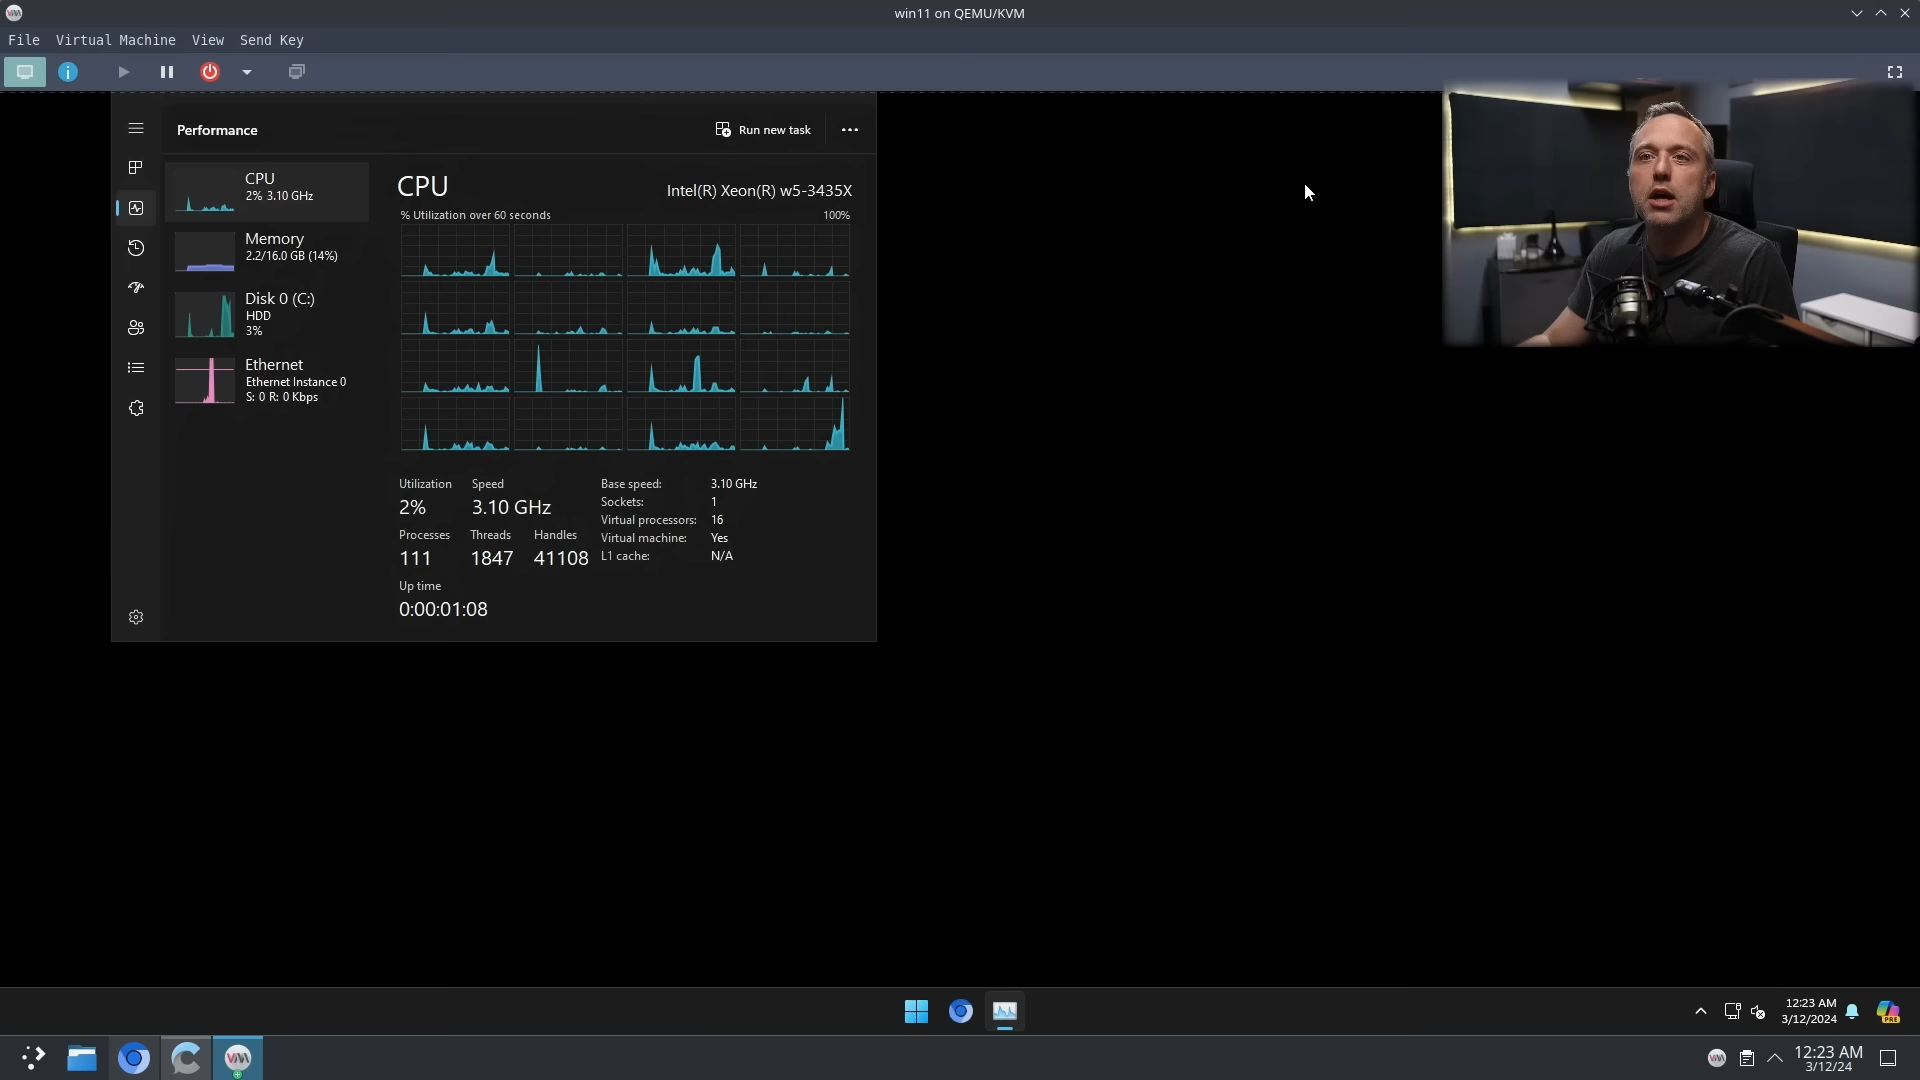 win11 on QEMU/KVM
File Virtual Machine View Send Key
Performance
Run new task
CPU
2% 3.10 GHz
Memory
2.2/16.0 GB (14%)
Disk 0 (C:)
HDD
3%
Ethernet
Ethernet Instance 0
S: 0 R: 0 Kbps
CPU
Intel(R) Xeon(R) w5-3435X
% Utilization over 60 seconds
100%
Utilization Speed
2% 3.10 GHz
Processes Threads Handles
111 1847 41108
Up time
0:00:01:08
Base speed: 3.10 GHz
Sockets: 1
Virtual processors: 16
Virtual machine: Yes
L1 cache: N/A
12:23 AM
3/12/2024
PRE
12:23 AM
3/12/24